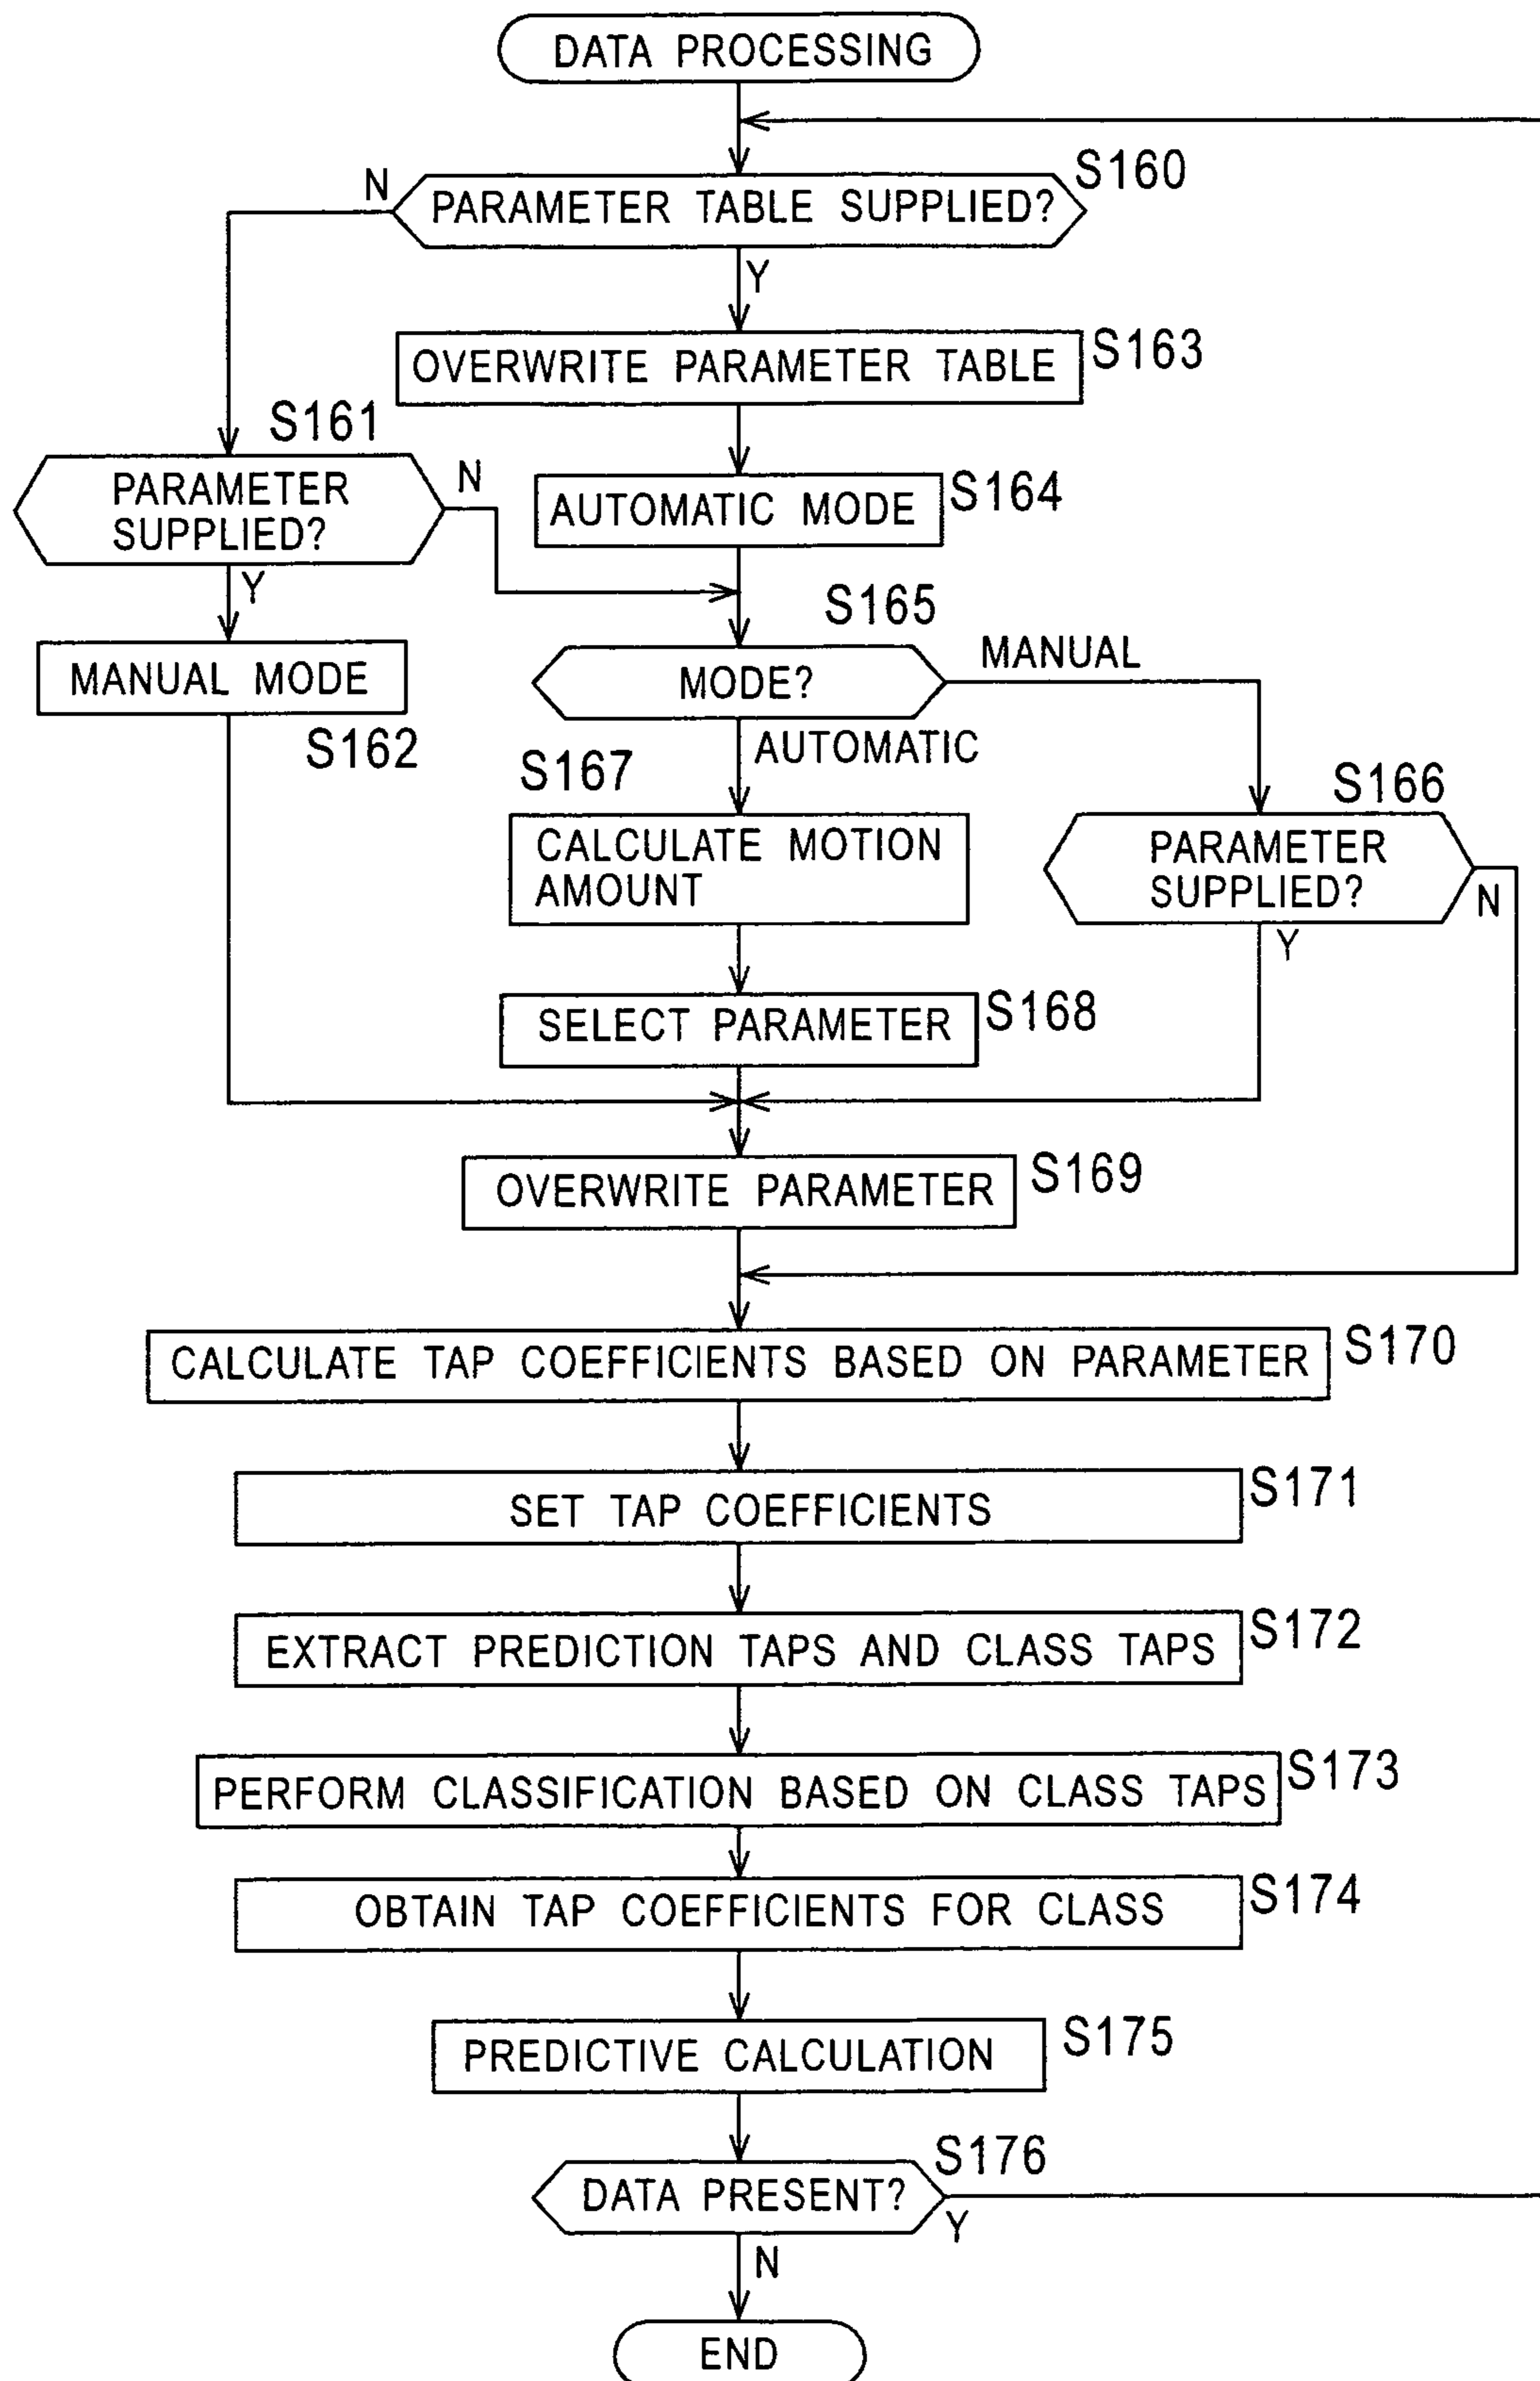 DATA PROCESSING
S160
N
PARAMETER TABLE SUPPLIED?
Y
OVERWRITE PARAMETER TABLE
S163
S161
PARAMETER
SUPPLIED?
N
Y
AUTOMATIC MODE
S164
MANUAL MODE
S162
S165
MODE?
MANUAL
AUTOMATIC
S167
CALCULATE MOTION
AMOUNT
S166
PARAMETER
SUPPLIED?
N
Y
SELECT PARAMETER
S168
OVERWRITE PARAMETER
S169
CALCULATE TAP COEFFICIENTS BASED ON PARAMETER
S170
SET TAP COEFFICIENTS
S171
EXTRACT PREDICTION TAPS AND CLASS TAPS
S172
PERFORM CLASSIFICATION BASED ON CLASS TAPS
S173
OBTAIN TAP COEFFICIENTS FOR CLASS
S174
PREDICTIVE CALCULATION
S175
DATA PRESENT?
S176
Y
N
END